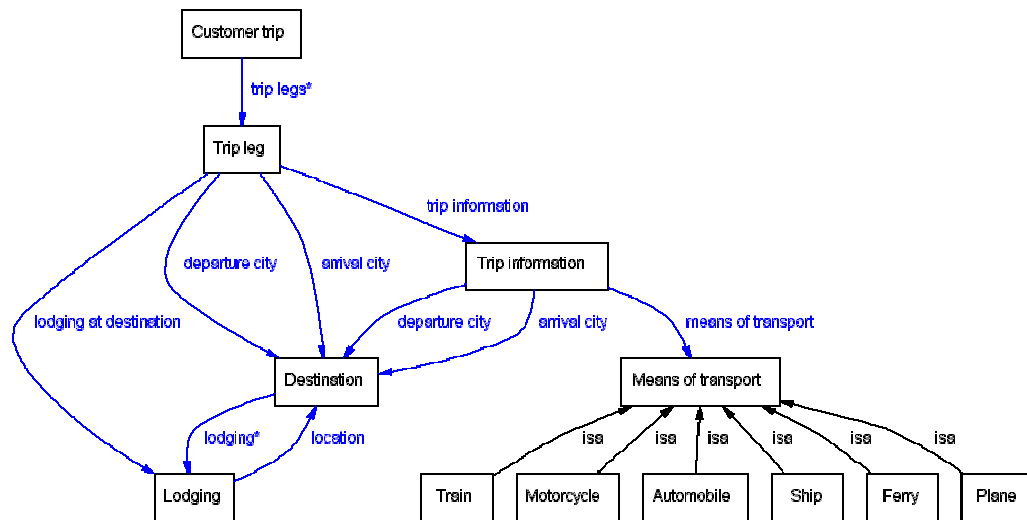 Customer trip
trip legs*
Trip leg
trip information
departure city
arrival city
Trip information
lodging at destination
departure city
arrival city
means of transport
Destination
Means of transport
lodging*
location
isa
isa
isa
isa
isa
isa
Lodging
Train
Motorcycle
Automobile
Ship
Ferry
Plane